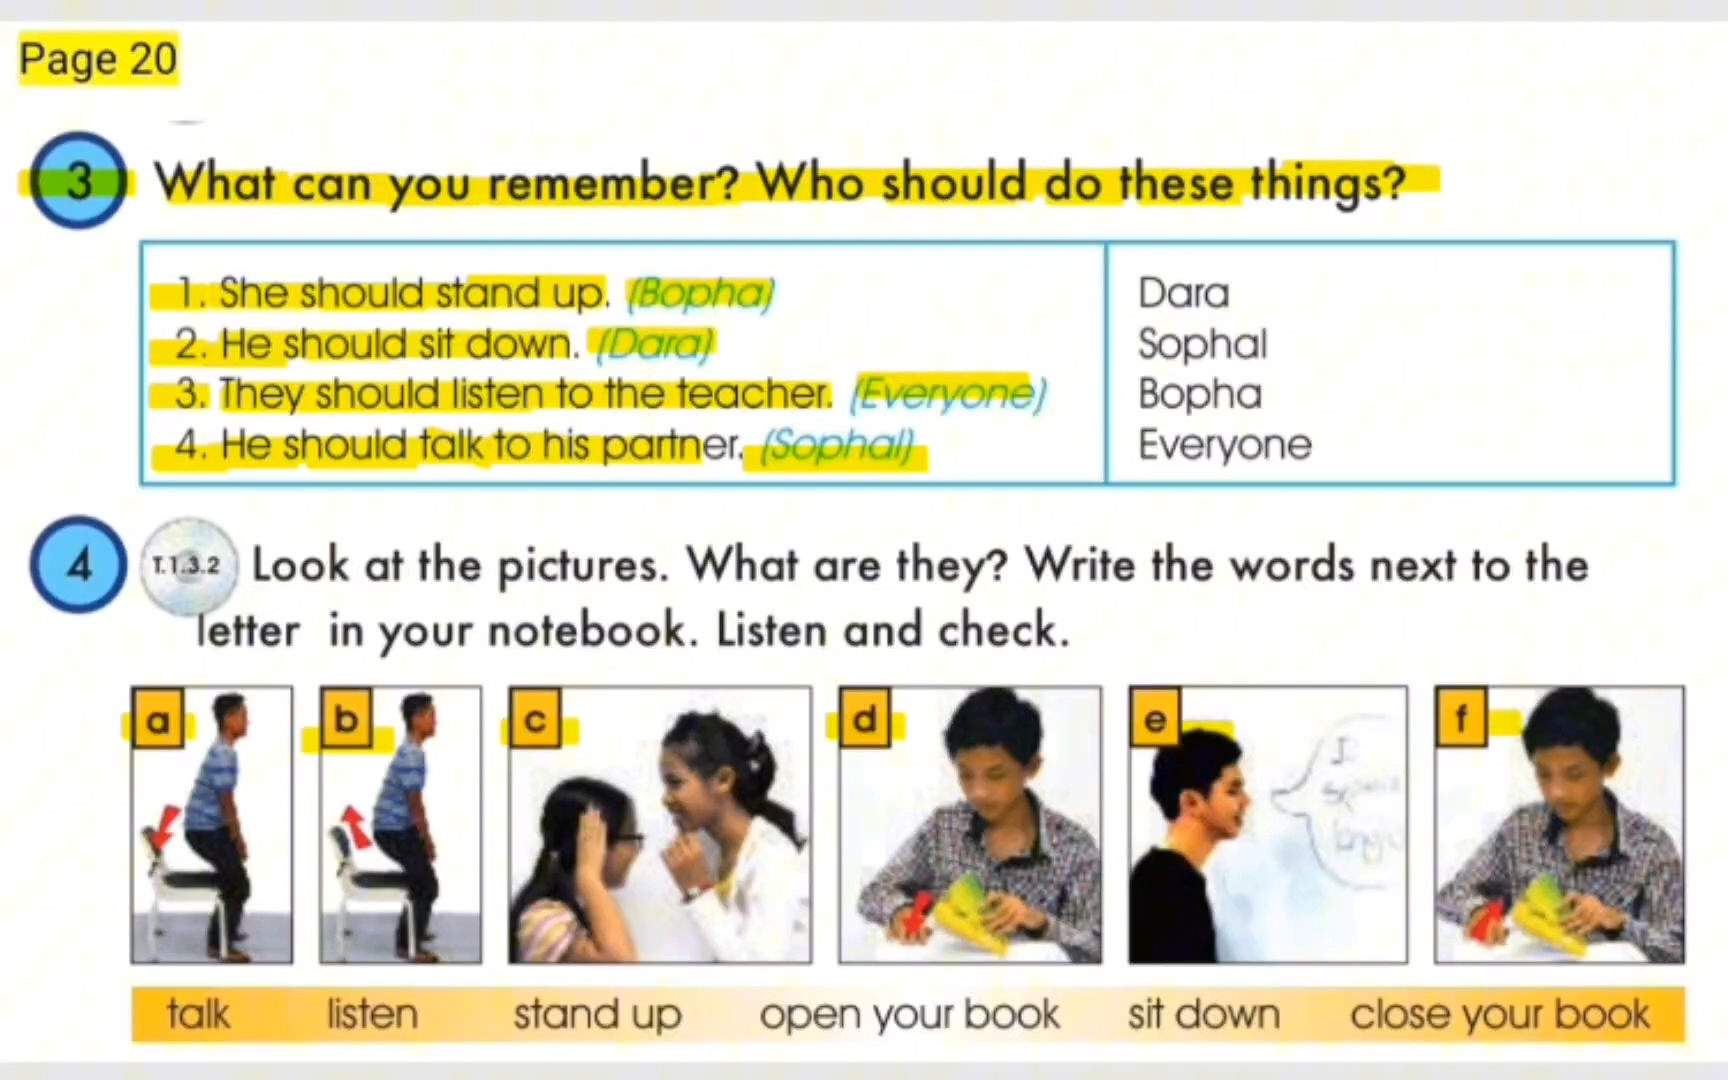 Page 20
3 What can you remember? Who should do these things?
1. She should stand up. (Bopha)
2. He should sit down. (Dara)
3. They should listen to the teacher. (Everyone)
4. He should talk to his partner. (Sophal)
Dara
Sophal
Bopha
Everyone
4 T.1.3.2 Look at the pictures. What are they? Write the words next to the
letter in your notebook. Listen and check.
a b c d e f
I
talk listen stand up open your book sit down close your book